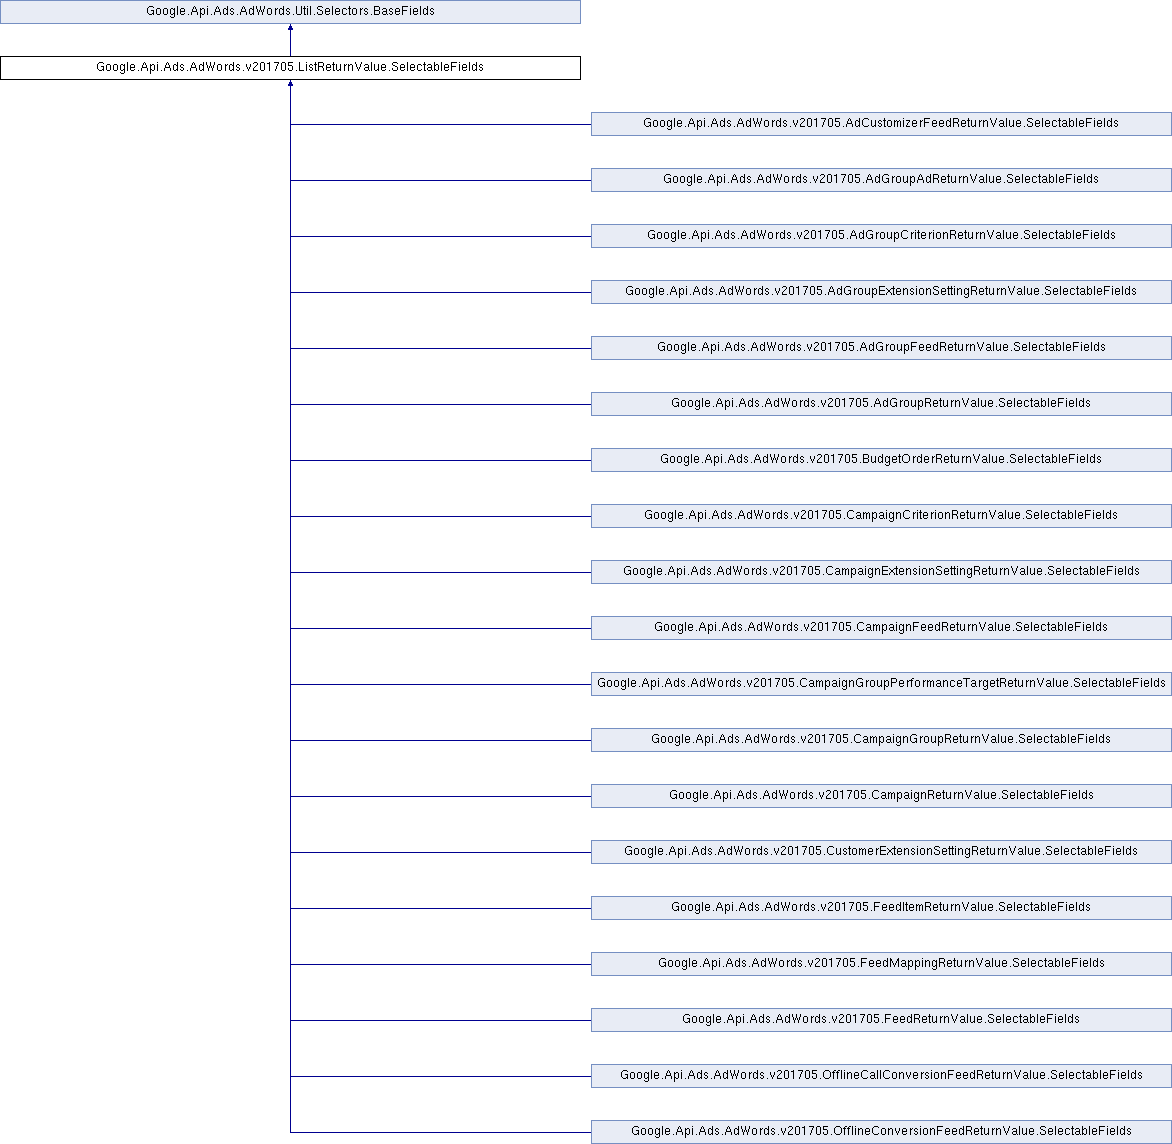 Google.Api.Ads.AdWords.Util.Selectors.BaseFields
Google.Api.Ads.AdWords.v201705.ListReturnValue.SelectableFields
Google.Api.Ads.AdWords.v201705.AdCustomizerFeedReturnValue.SelectableFields
Google.Api.Ads.AdWords.v201705.AdGroupAdReturnValue.SelectableFields
Google.Api.Ads.AdWords.v201705.AdGroupCriterionReturnValue.SelectableFields
Google.Api.Ads.AdWords.v201705.AdGroupExtensionSettingReturnValue.SelectableFields
Google.Api.Ads.AdWords.v201705.AdGroupFeedReturnValue.SelectableFields
Google.Api.Ads.AdWords.v201705.AdGroupReturnValue.SelectableFields
Google.Api.Ads.AdWords.v201705.BudgetOrderReturnValue.SelectableFields
Google.Api.Ads.AdWords.v201705.CampaignCriterionReturnValue.SelectableFields
Google.Api.Ads.AdWords.v201705.CampaignExtensionSettingReturnValue.SelectableFields
Google.Api.Ads.AdWords.v201705.CampaignFeedReturnValue.SelectableFields
Google.Api.Ads.AdWords.v201705.CampaignGroupPerformanceTargetReturnValue.SelectableFields
Google.Api.Ads.AdWords.v201705.CampaignGroupReturnValue.SelectableFields
Google.Api.Ads.AdWords.v201705.CampaignReturnValue.SelectableFields
Google.Api.Ads.AdWords.v201705.CustomerExtensionSettingReturnValue.SelectableFields
Google.Api.Ads.AdWords.v201705.FeedItemReturnValue.SelectableFields
Google.Api.Ads.AdWords.v201705.FeedMappingReturnValue.SelectableFields
Google.Api.Ads.AdWords.v201705.FeedReturnValue.SelectableFields
Google.Api.Ads.AdWords.v201705.OfflineCallConversionFeedReturnValue.SelectableFields
Google.Api.Ads.AdWords.v201705.OfflineConversionFeedReturnValue.SelectableFields